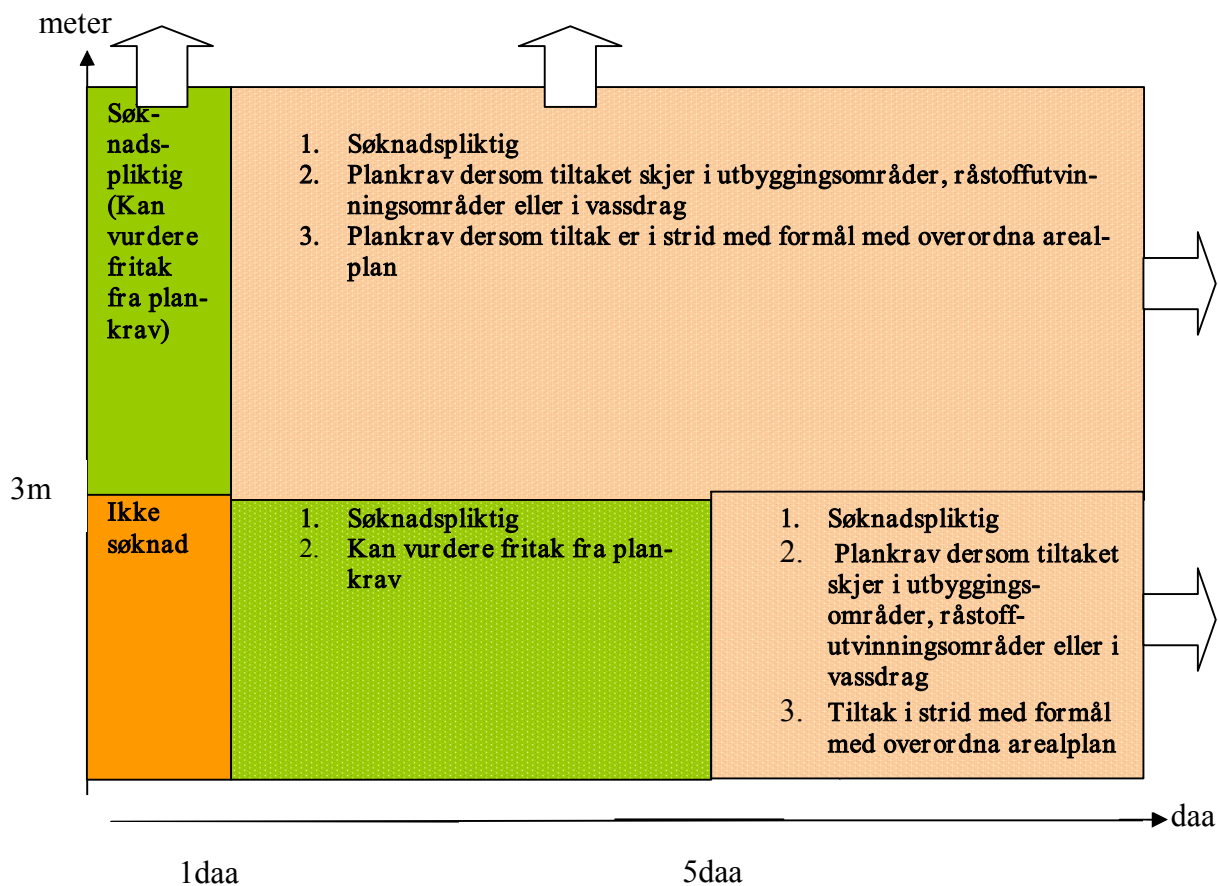 meter
Søk-
nads-
pliktig
(Kan
vurdere
fritak
fra plan-
krav)
1. Søknadspliktig
2. Plankrav dersom tiltaket skjer i utbyggingsområder, råstoffutvin-
ningsområder eller i vassdrag
3. Plankrav dersom tiltak er i strid med formål med overordna areal-
plan
3m
Ikke
søknad
1. Søknadspliktig
2. Kan vurdere fritak fra plan-
krav
1. Søknadspliktig
2. Plankrav dersom tiltaket
skjer i utbyggings-
områder, råstoff-
utvinningsområder eller i
vassdrag
3. Tiltak i strid med formål
med overordna arealplan
daa
1daa
5daa